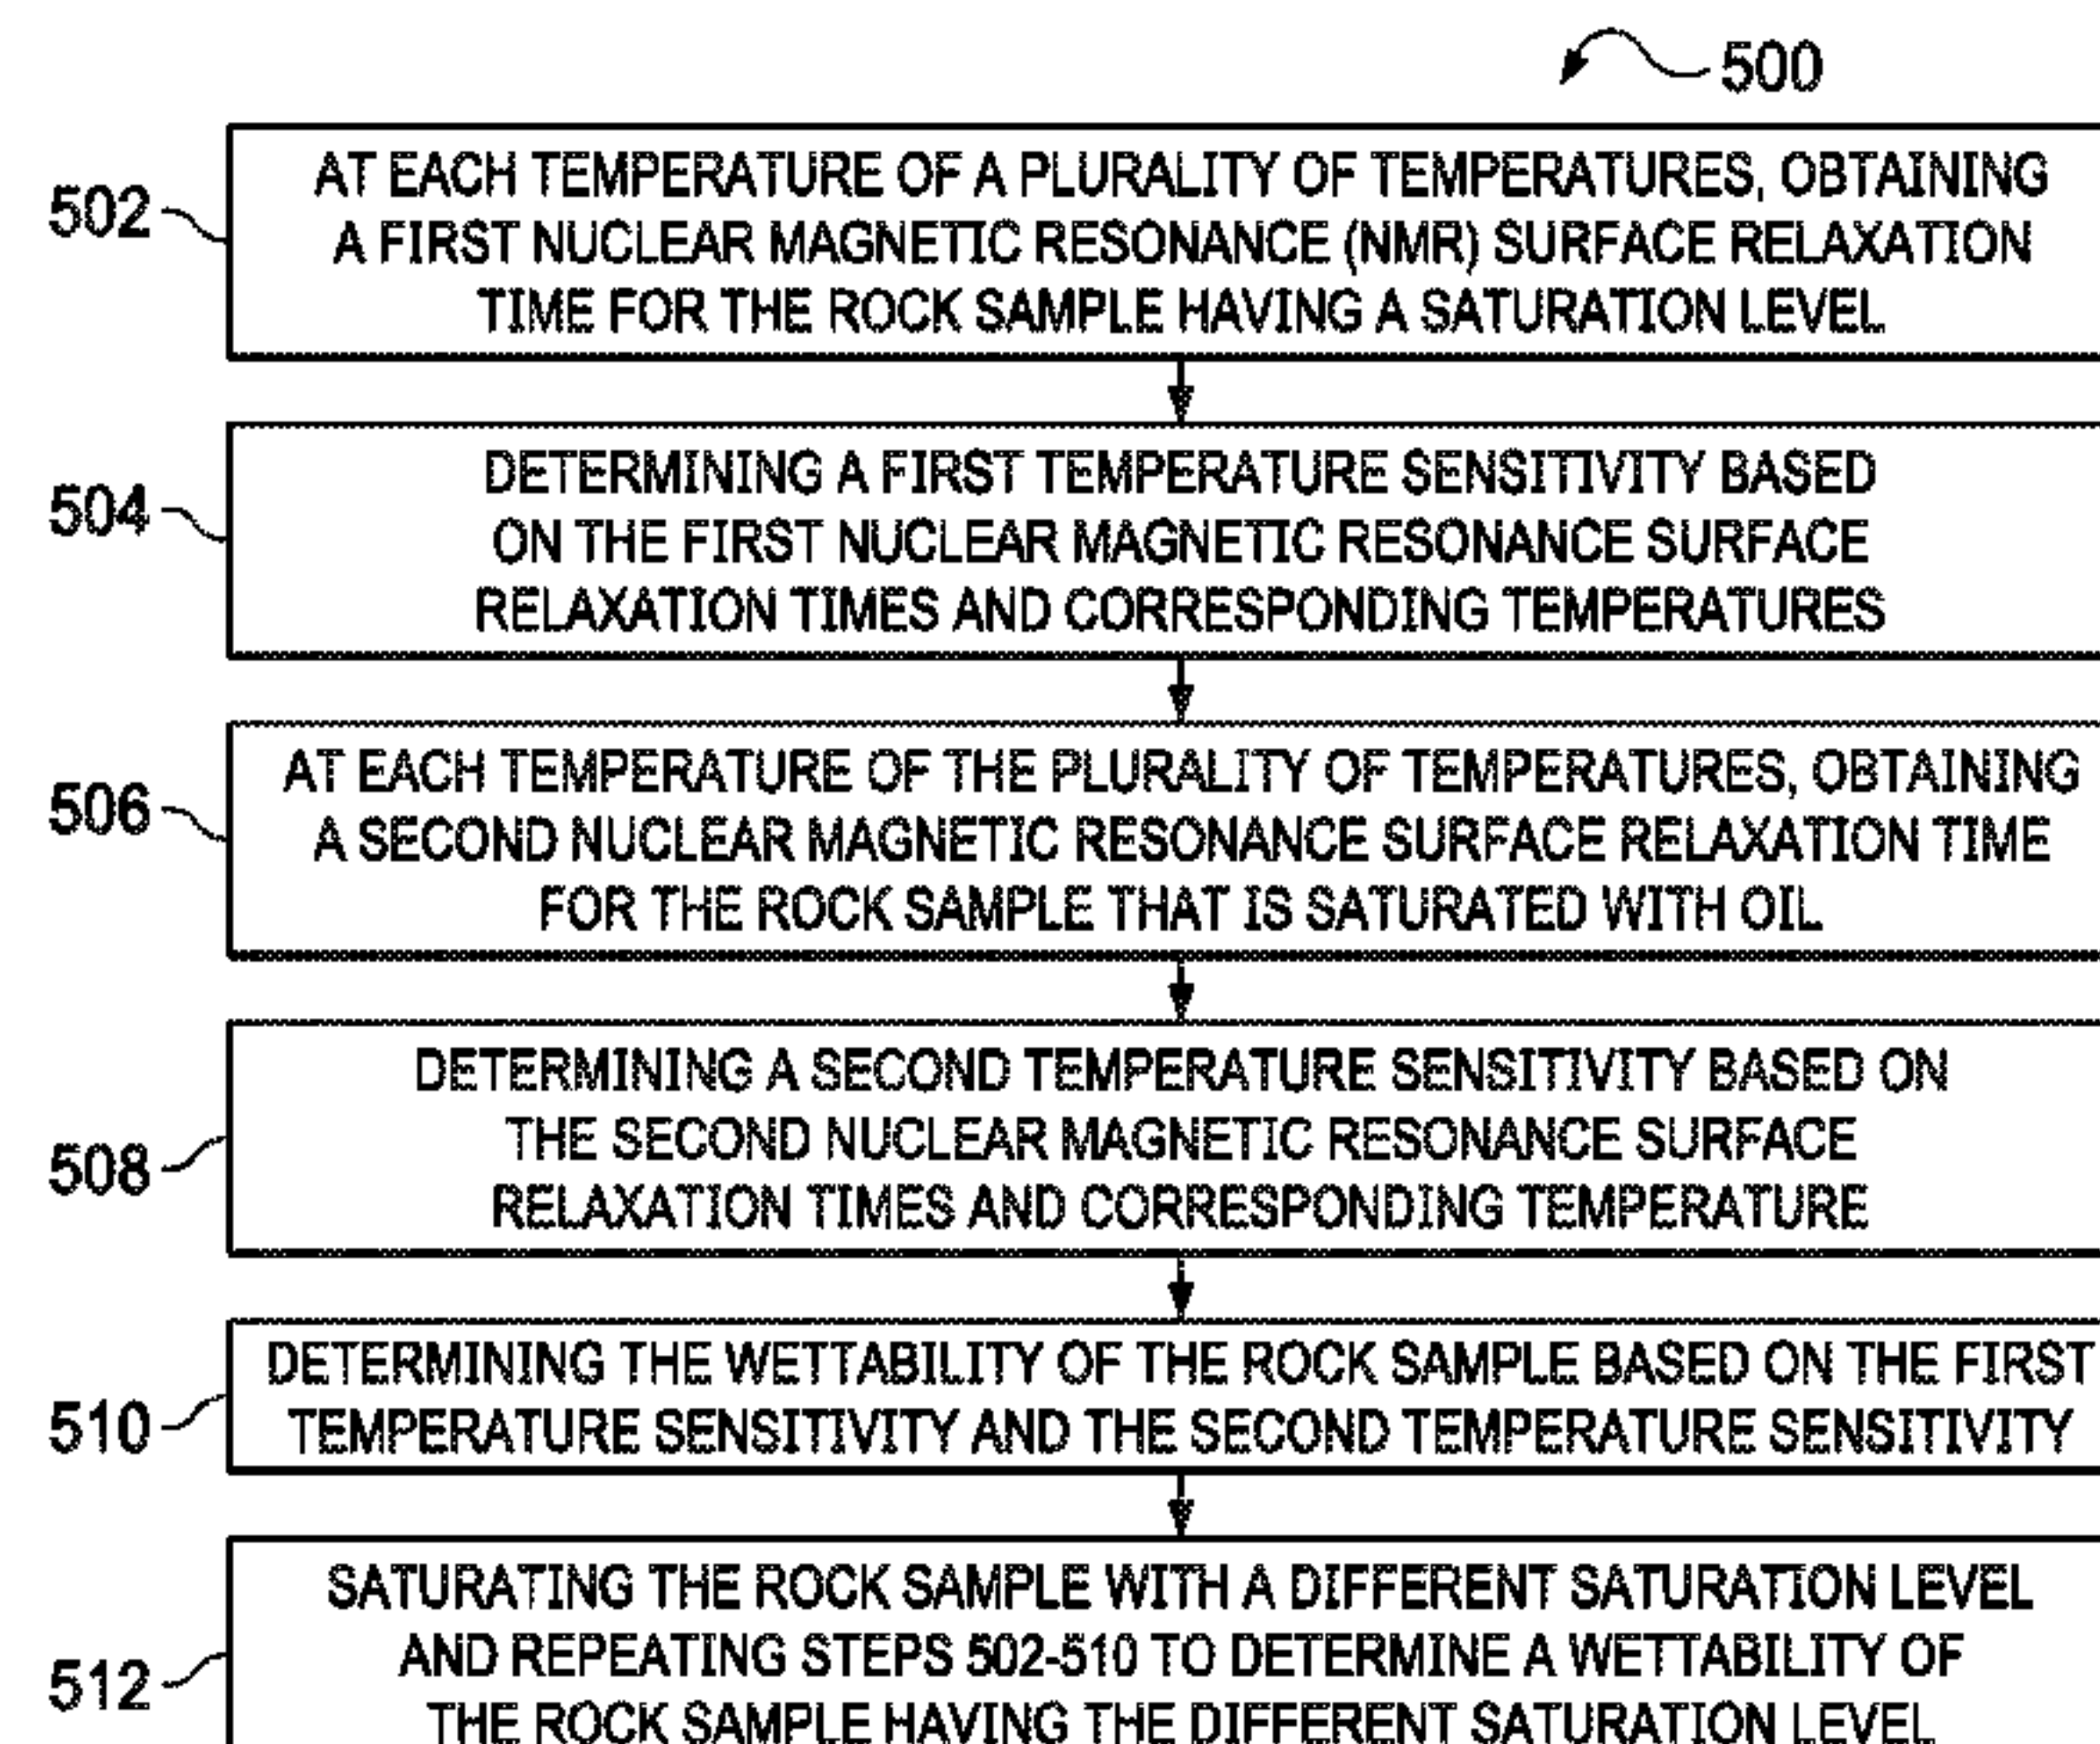 500
502
AT EACH TEMPERATURE OF A PLURALITY OF TEMPERATURES, OBTAINING
A FIRST NUCLEAR MAGNETIC RESONANCE (NMR) SURFACE RELAXATION
TIME FOR THE ROCK SAMPLE HAVING A SATURATION LEVEL
504
DETERMINING A FIRST TEMPERATURE SENSITIVITY BASED
ON THE FIRST NUCLEAR MAGNETIC RESONANCE SURFACE
RELAXATION TIMES AND CORRESPONDING TEMPERATURES
506
AT EACH TEMPERATURE OF THE PLURALITY OF TEMPERATURES, OBTAINING
A SECOND NUCLEAR MAGNETIC RESONANCE SURFACE RELAXATION TIME
FOR THE ROCK SAMPLE THAT IS SATURATED WITH OIL
508
DETERMINING A SECOND TEMPERATURE SENSITIVITY BASED ON
THE SECOND NUCLEAR MAGNETIC RESONANCE SURFACE
RELAXATION TIMES AND CORRESPONDING TEMPERATURE
510
DETERMINING THE WETTABILITY OF THE ROCK SAMPLE BASED ON THE FIRST
TEMPERATURE SENSITIVITY AND THE SECOND TEMPERATURE SENSITIVITY
512
SATURATING THE ROCK SAMPLE WITH A DIFFERENT SATURATION LEVEL
AND REPEATING STEPS 502-510 TO DETERMINE A WETTABILITY OF
THE ROCK SAMPLE HAVING THE DIFFERENT SATURATION LEVEL